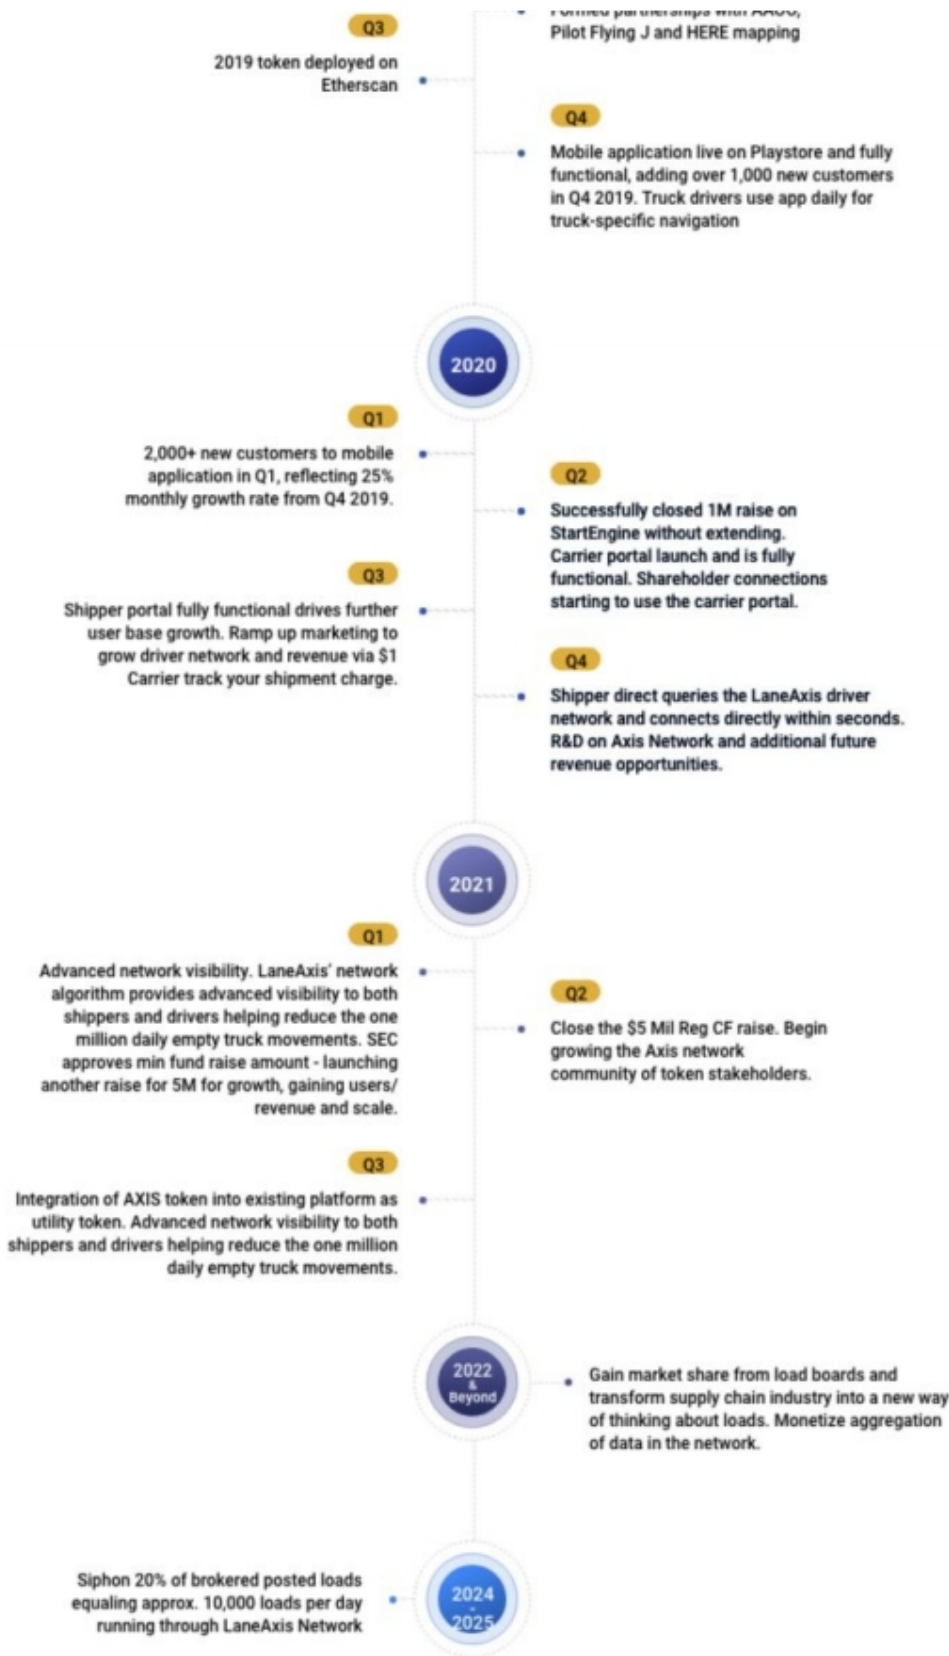 Q3
2019 token deployed on
Etherscan
Formed partnerships with
Pilot Flying J and HERE mapping
Q4
Mobile application live on Playstore and fully
functional, adding over 1,000 new customers
in Q4 2019. Truck drivers use app daily for
truck-specific navigation
2020
Q1
2,000+ new customers to mobile
application in Q1, reflecting 25%
monthly growth rate from Q4 2019.
Q2
Successfully closed 1M raise on
StartEngine without extending.
Carrier portal launch and is fully
functional. Shareholder connections
starting to use the carrier portal.
Q3
Shipper portal fully functional drives further
user base growth. Ramp up marketing to
grow driver network and revenue via $1
Carrier track your shipment charge.
Q4
Shipper direct queries the LaneAxis driver
network and connects directly within seconds.
R&D on Axis Network and additional future
revenue opportunities.
2021
Q1
Advanced network visibility. LaneAxis' network
algorithm provides advanced visibility to both
shippers and drivers helping reduce the one
million daily empty truck movements. SEC
approves min fund raise amount - launching
another raise for 5M for growth, gaining users/
revenue and scale.
Q2
Close the $5 Mil Reg CF raise. Begin
growing the Axis network
community of token stakeholders.
Q3
Integration of AXIS token into existing platform as
utility token. Advanced network visibility to both
shippers and drivers helping reduce the one million
daily empty truck movements.
2022
&
Beyond
Gain market share from load boards and
transform supply chain industry into a new way
of thinking about loads. Monetize aggregation
of data in the network.
2024
-
2025
Siphon 20% of brokered posted loads
equaling approx. 10,000 loads per day
running through LaneAxis Network